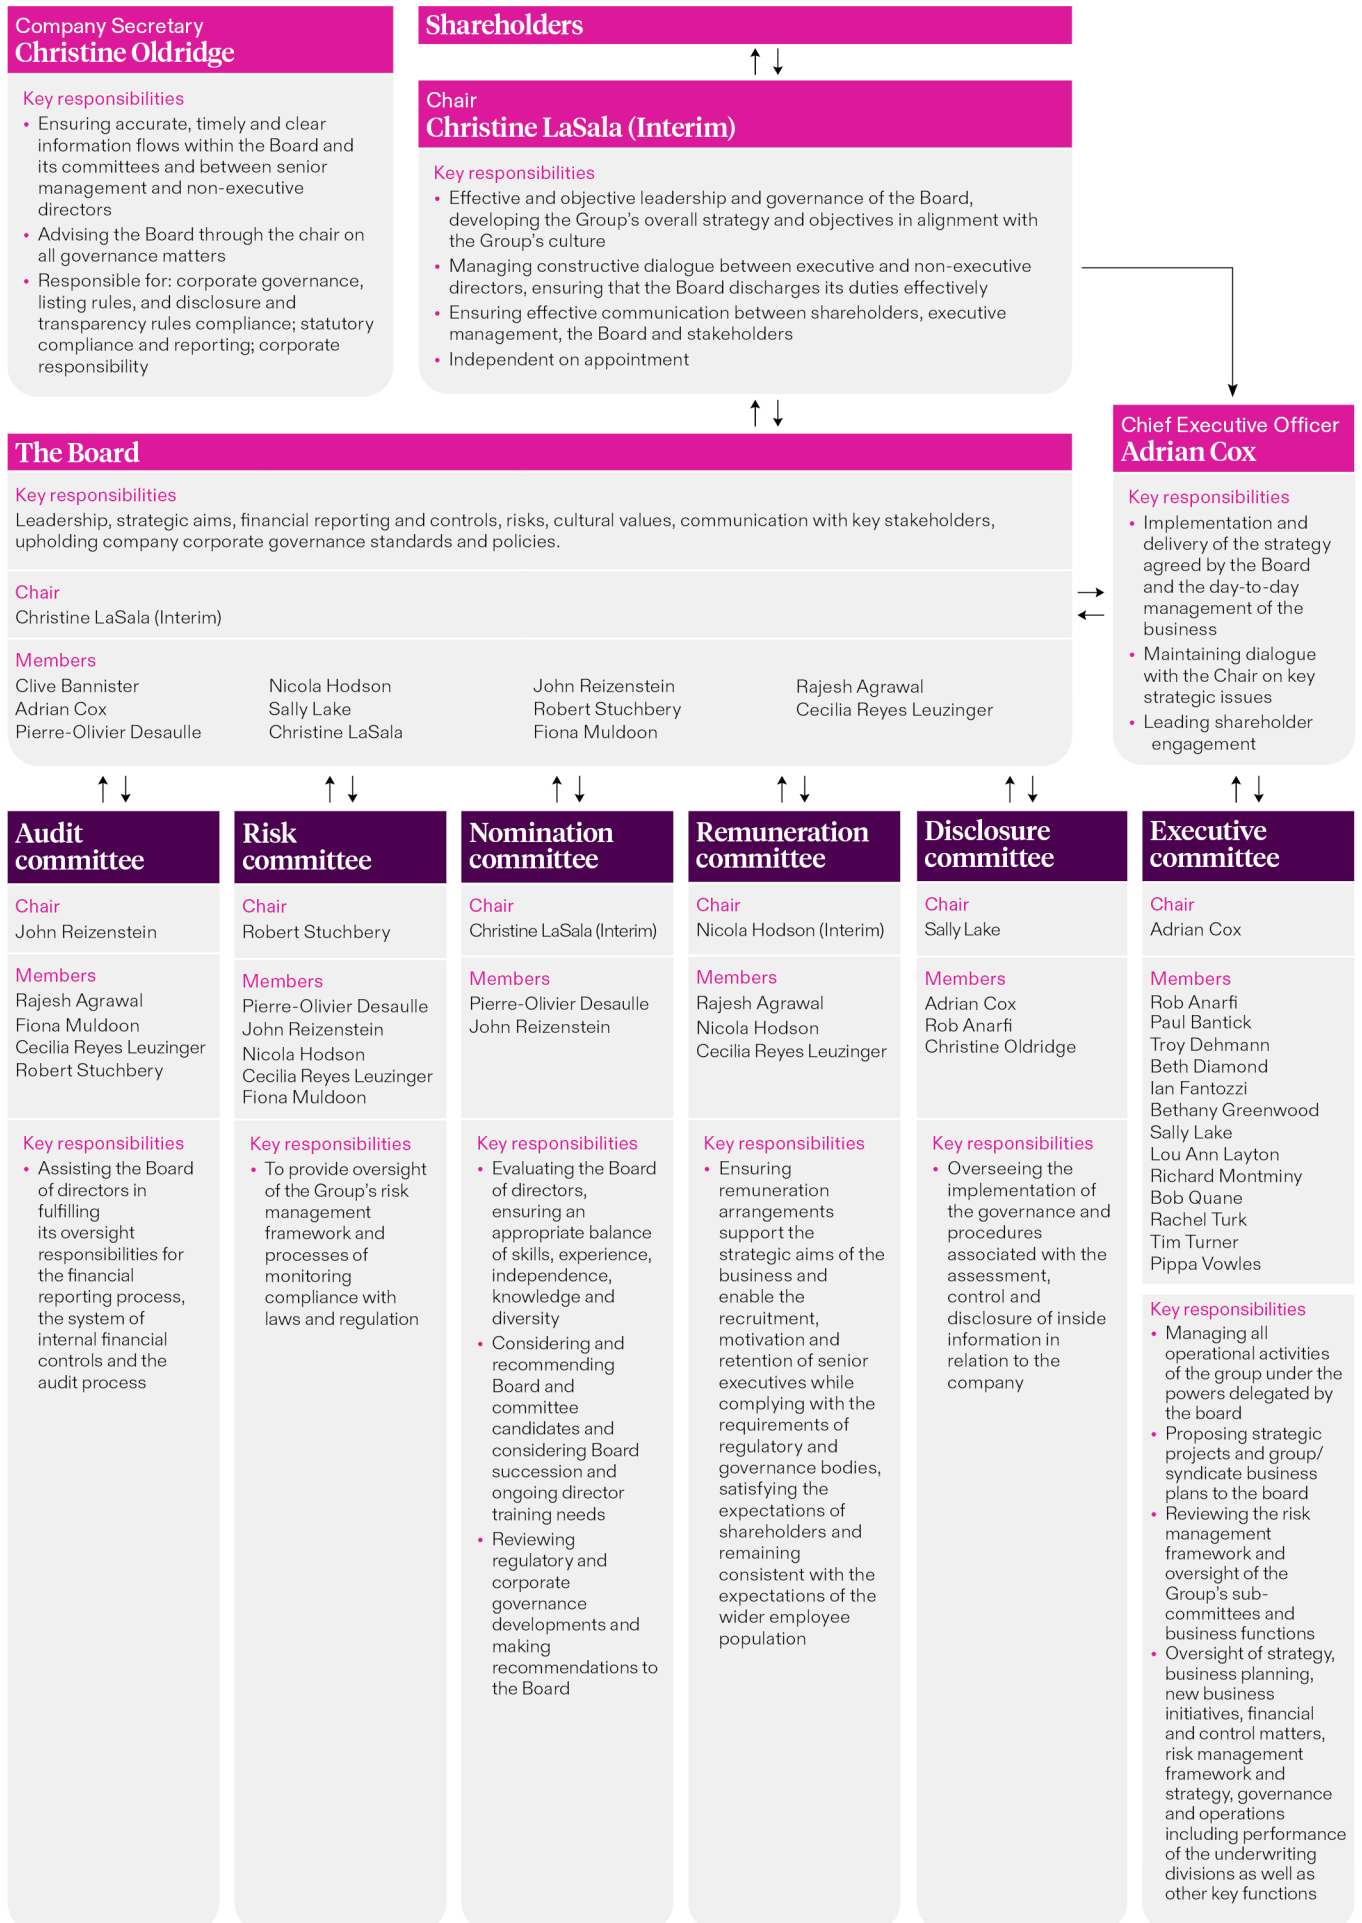 Company Secretary
Christine Oldridge
Key responsibilities
• Ensuring accurate, timely and clear
information flows within the Board and
its committees and between senior
management and non-executive
directors
• Advising the Board through the chair on
all governance matters
• Responsible for: corporate governance,
listing rules, and disclosure and
transparency rules compliance; statutory
compliance and reporting; corporate
responsibility
Shareholders
Chair
Christine LaSala (Interim)
Key responsibilities
• Effective and objective leadership and governance of the Board,
developing the Group's overall strategy and objectives in alignment with
the Group's culture
• Managing constructive dialogue between executive and non-executive
directors, ensuring that the Board discharges its duties effectively
• Ensuring effective communication between shareholders, executive
management, the Board and stakeholders
• Independent on appointment
The Board
Key responsibilities
Leadership, strategic aims, financial reporting and controls, risks, cultural values, communication with key stakeholders,
upholding company corporate governance standards and policies.
Chair
Christine LaSala (Interim)
Members
Clive Bannister
Adrian Cox
Pierre-Olivier Desaulle
Nicola Hodson
Sally Lake
Christine LaSala
John Reizenstein
Robert Stuchbery
Fiona Muldoon
Rajesh Agrawal
Cecilia Reyes Leuzinger
Chief Executive Officer
Adrian Cox
Key responsibilities
• Implementation and
delivery of the strategy
agreed by the Board
and the day-to-day
management of the
business
• Maintaining dialogue
with the Chair on key
strategic issues
• Leading shareholder
engagement
Audit
committee
Chair
John Reizenstein
Members
Rajesh Agrawal
Fiona Muldoon
Cecilia Reyes Leuzinger
Robert Stuchbery
Key responsibilities
• Assisting the Board
of directors in
fulfilling
its oversight
responsibilities for
the financial
reporting process,
the system of
internal financial
controls and the
audit process
Risk
committee
Chair
Robert Stuchbery
Members
Pierre-Olivier Desaulle
John Reizenstein
Nicola Hodson
Cecilia Reyes Leuzinger
Fiona Muldoon
Key responsibilities
• To provide oversight
of the Group's risk
management
framework and
processes of
monitoring
compliance with
laws and regulation
Nomination
committee
Chair
Christine LaSala (Interim)
Members
Pierre-Olivier Desaulle
John Reizenstein
Key responsibilities
• Evaluating the Board
of directors,
ensuring an
appropriate balance
of skills, experience,
independence,
knowledge and
diversity
• Considering and
recommending
Board and
committee
candidates and
considering Board
succession and
ongoing director
training needs
• Reviewing
regulatory and
corporate
governance
developments and
making
recommendations to
the Board
Remuneration
committee
Chair
Nicola Hodson (Interim)
Members
Rajesh Agrawal
Nicola Hodson
Cecilia Reyes Leuzinger
Key responsibilities
• Ensuring
remuneration
arrangements
support the
strategic aims of the
business and
enable the
recruitment,
motivation and
retention of senior
executives while
complying with the
requirements of
regulatory and
governance bodies,
satisfying the
expectations of
shareholders and
remaining
consistent with the
expectations of the
wider employee
population
Disclosure
committee
Chair
Sally Lake
Members
Adrian Cox
Rob Anarfi
Christine Oldridge
Key responsibilities
• Overseeing the
implementation of
the governance and
procedures
associated with the
assessment,
control and
disclosure of inside
information in
relation to the
company
Executive
committee
Chair
Adrian Cox
Members
Rob Anarfi
Paul Bantick
Troy Dehmann
Beth Diamond
Ian Fantozzi
Bethany Greenwood
Sally Lake
Lou Ann Layton
Richard Montminy
Bob Quane
Rachel Turk
Tim Turner
Pippa Vowles
Key responsibilities
• Managing all
operational activities
of the group under the
powers delegated by
the board
• Proposing strategic
projects and group/
syndicate business
plans to the board
• Reviewing the risk
management
framework and
oversight of the
Group's sub-
committees and
business functions
• Oversight of strategy,
business planning,
new business
initiatives, financial
and control matters,
risk management
framework and
strategy, governance
and operations
including performance
of the underwriting
divisions as well as
other key functions